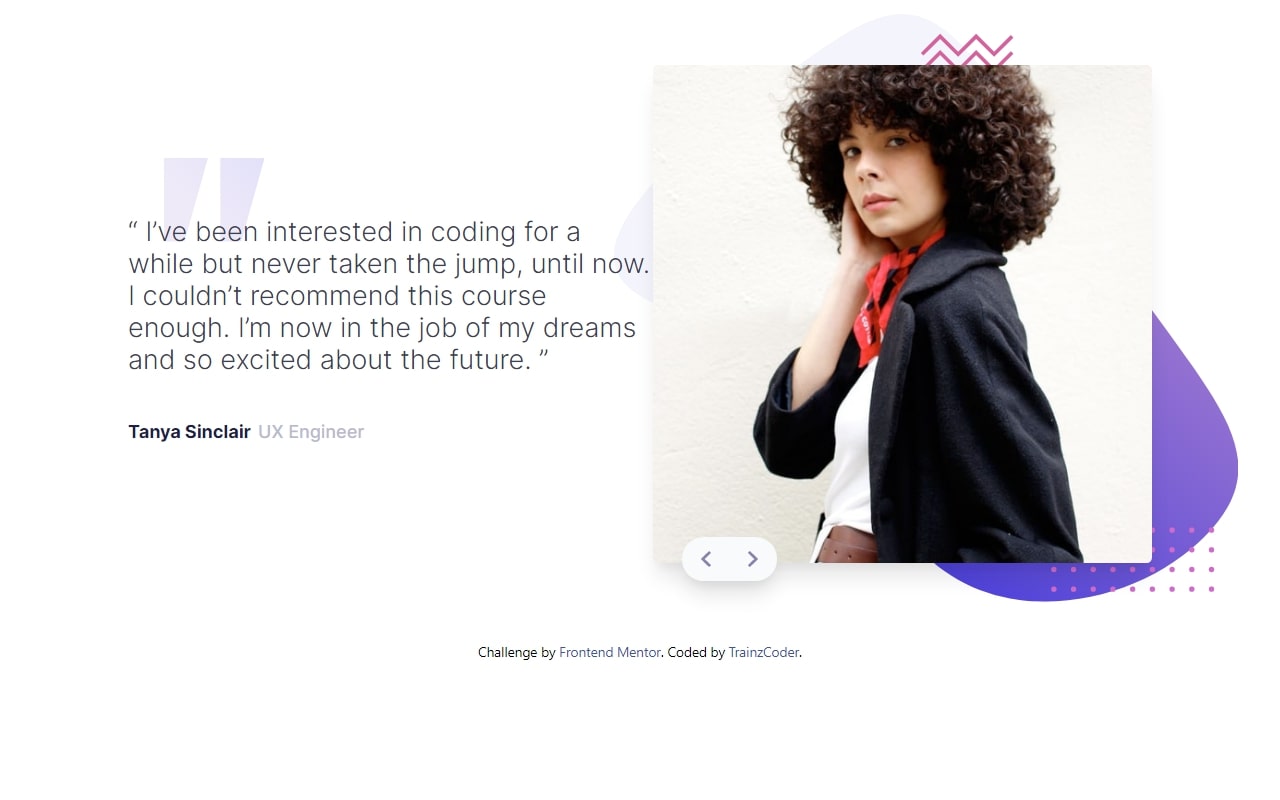 “ I’ve been interested in coding for a
while but never taken the jump, until now.
I couldn’t recommend this course
enough. I’m now in the job of my dreams
and so excited about the future. ”
Tanya Sinclair UX Engineer
Challenge by Frontend Mentor. Coded by TrainzCoder.